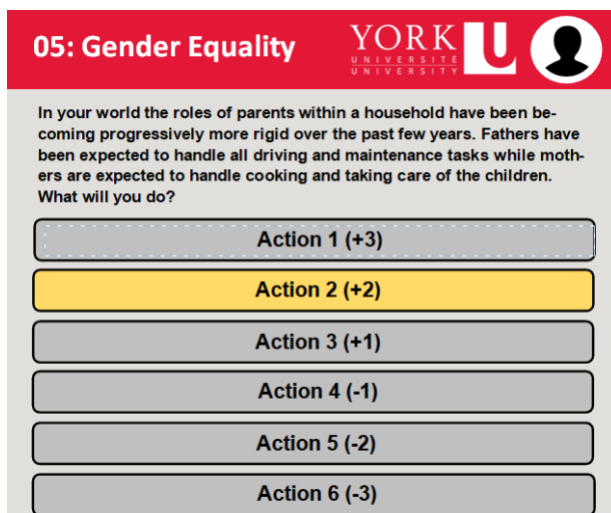 05: Gender Equality
YORK U
UNIVERSITÉ
UNIVERSITY
In your world the roles of parents within a household have been be-
coming progressively more rigid over the past few years. Fathers have
been expected to handle all driving and maintenance tasks while moth-
ers are expected to handle cooking and taking care of the children.
What will you do?
Action 1 (+3)
Action 2 (+2)
Action 3 (+1)
Action 4 (-1)
Action 5 (-2)
Action 6 (-3)